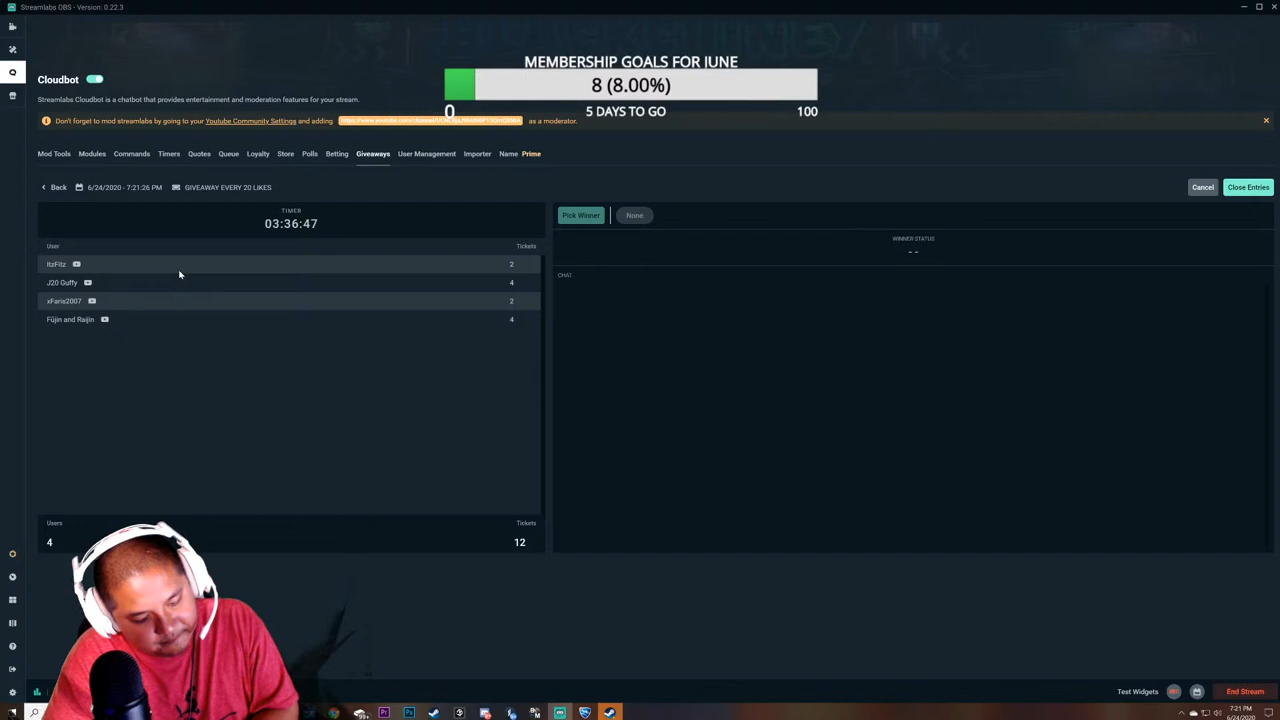 Streamlabs OBS - Version: 0.22.3
MEMBERSHIP GOALS FOR JUNE
8 (8.00%)
0 5 DAYS TO GO 100
Cloudbot
Streamlabs Cloudbot is a chatbot that provides entertainment and moderation features for your stream.
Don't forget to mod streamlabs by going to your Youtube Community Settings and adding as a moderator.
Mod Tools Modules Commands Timers Quotes Queue Loyalty Store Polls Betting Giveaways User Management Importer Name Prime
Back 6/24/2020 - 7:21:26 PM GIVEAWAY EVERY 20 LIKES Cancel Close Entries
TIMER
03:36:47
User Tickets
ItzFitz 2
J20 Guffy 4
xFaris2007 2
Fūjin and Raijin 4
Users Tickets
4 12
Pick Winner None
WINNER STATUS
- -
CHAT
Test Widgets REC End Stream
99+
7:21 PM
6/24/2020